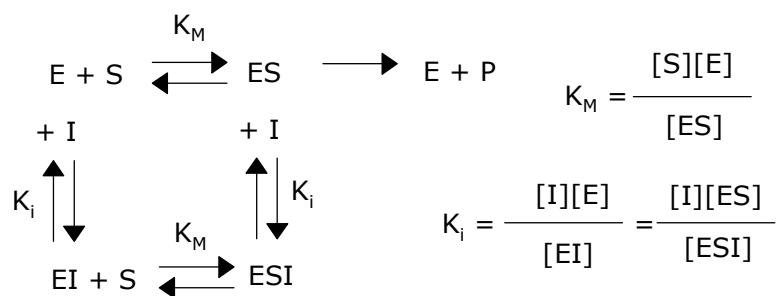 K_M
E + S ES E + P
K_M = [S][E] / [ES]
+ I + I
K_i K_i
K_i = [I][E] / [EI] = [I][ES] / [ESI]
K_M
EI + S ESI